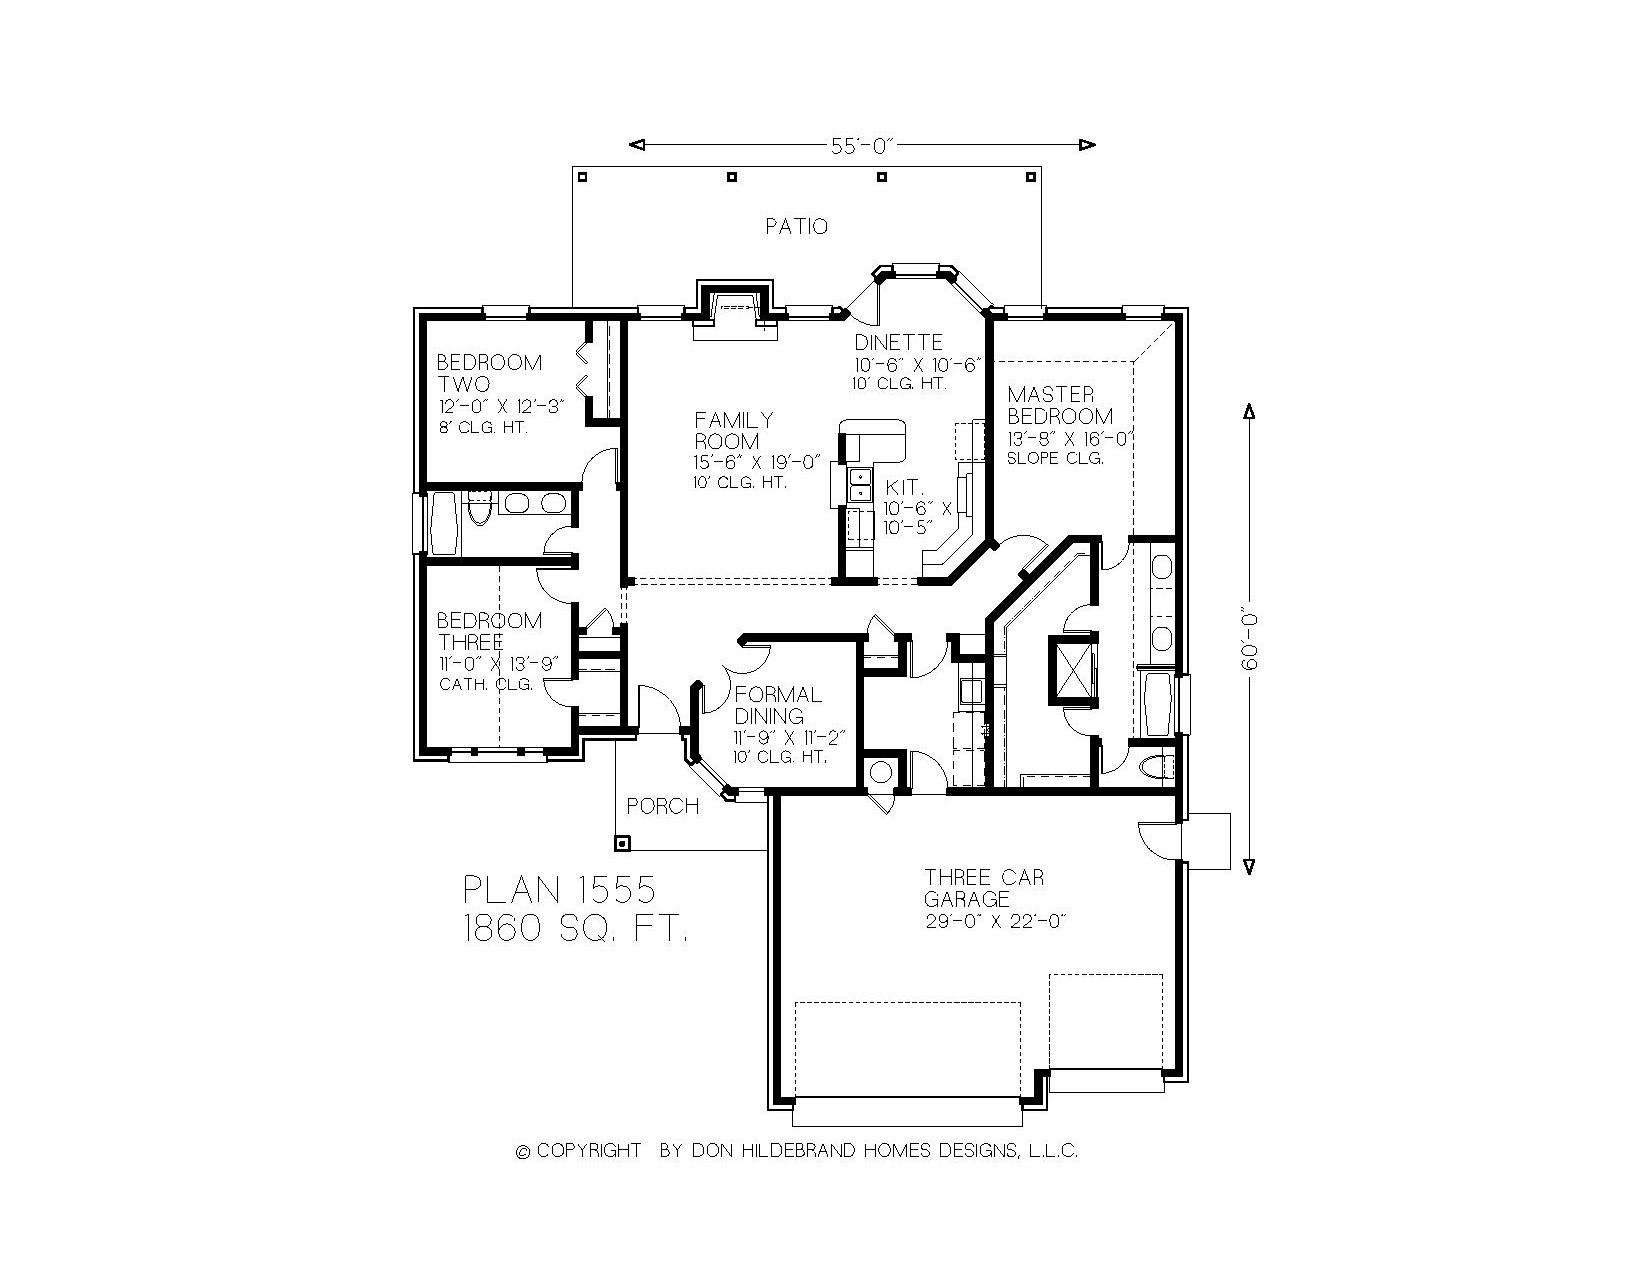 55'-0"
PATIO
BEDROOM
TWO
12'-0" X 12'-3"
8' CLG. HT.
FAMILY
ROOM
15'-6" X 19'-0"
10' CLG. HT.
DINETTE
10'-6" X 10'-6"
10' CLG. HT.
MASTER
BEDROOM
13'-8" X 16'-0"
SLOPE CLG.
KIT.
10'-6" X
10'-5"
BEDROOM
THREE
11'-0" X 13'-9"
CATH. CLG.
60'-0"
FORMAL
DINING
11'-9" X 11'-2"
10' CLG. HT.
PORCH
THREE CAR
GARAGE
29'-0" X 22'-0"
PLAN 1555
1860 SQ. FT.
© COPYRIGHT BY DON HILDEBRAND HOMES DESIGNS, L.L.C.